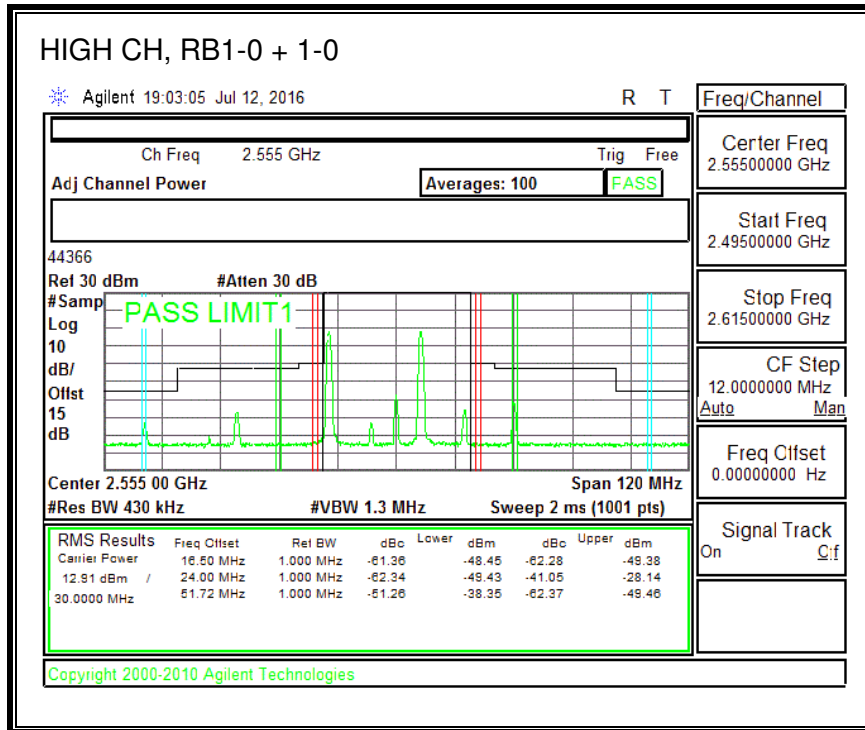 HIGH CH, RB1-0 + 1-0
Agilent 19:03:05 Jul 12, 2016 R T
Freq/Channel
Ch Freq 2.555 GHz Trig Free
Adj Channel Power Averages: 100 PASS
44366
Ref 30 dBm #Atten 30 dB
#Samp
Log
10
dB/
Offst
15
dB
PASS LIMIT1
Center 2.555 00 GHz Span 120 MHz
#Res BW 430 kHz #VBW 1.3 MHz Sweep 2 ms (1001 pts)
RMS Results Freq Offset Ref BW dBc Lower dBm dBc Upper dBm
Carrier Power 16.50 MHz 1.000 MHz -61.36 -48.45 -62.28 -49.38
12.91 dBm / 24.00 MHz 1.000 MHz -62.34 -49.43 -41.05 -28.14
30.0000 MHz 51.72 MHz 1.000 MHz -51.26 -38.35 -62.37 -49.46
Copyright 2000-2010 Agilent Technologies
Center Freq
2.55500000 GHz
Start Freq
2.49500000 GHz
Stop Freq
2.61500000 GHz
CF Step
12.0000000 MHz
Auto Man
Freq Offset
0.00000000 Hz
Signal Track
On Off